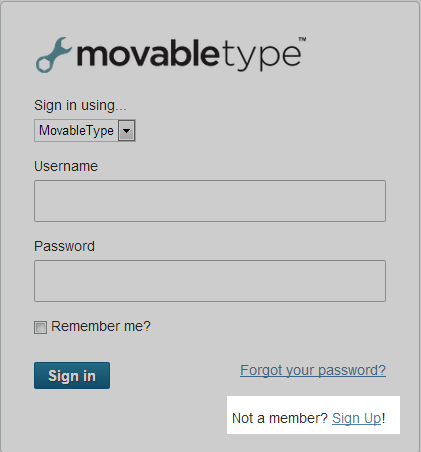 movabletype™
Sign in using...
MovableType
Username
Password
Remember me?
Sign in
Forgot your password?
Not a member? Sign Up!